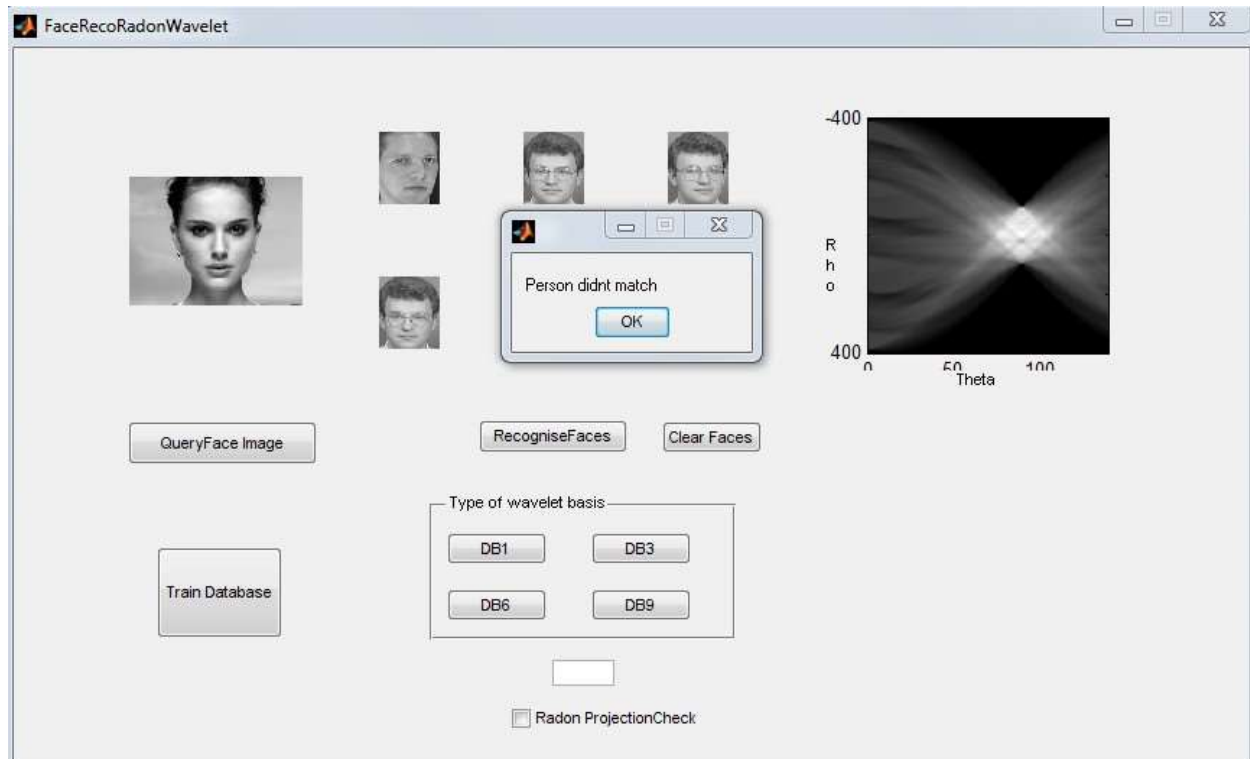 FaceRecoRadonWavelet
-400
R
h
o
400
0 50 100
Theta
Person didnt match
OK
QueryFace Image
RecogniseFaces
Clear Faces
Type of wavelet basis
DB1
DB3
DB6
DB9
Train Database
Radon ProjectionCheck